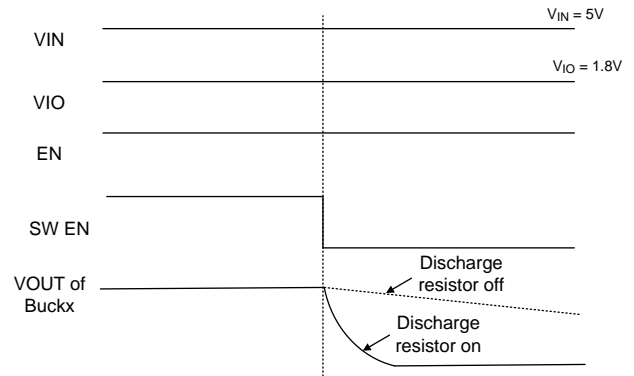 V_IN = 5V
VIN
V_IO = 1.8V
VIO
EN
SW EN
VOUT of
Buckx
Discharge
resistor off
Discharge
resistor on